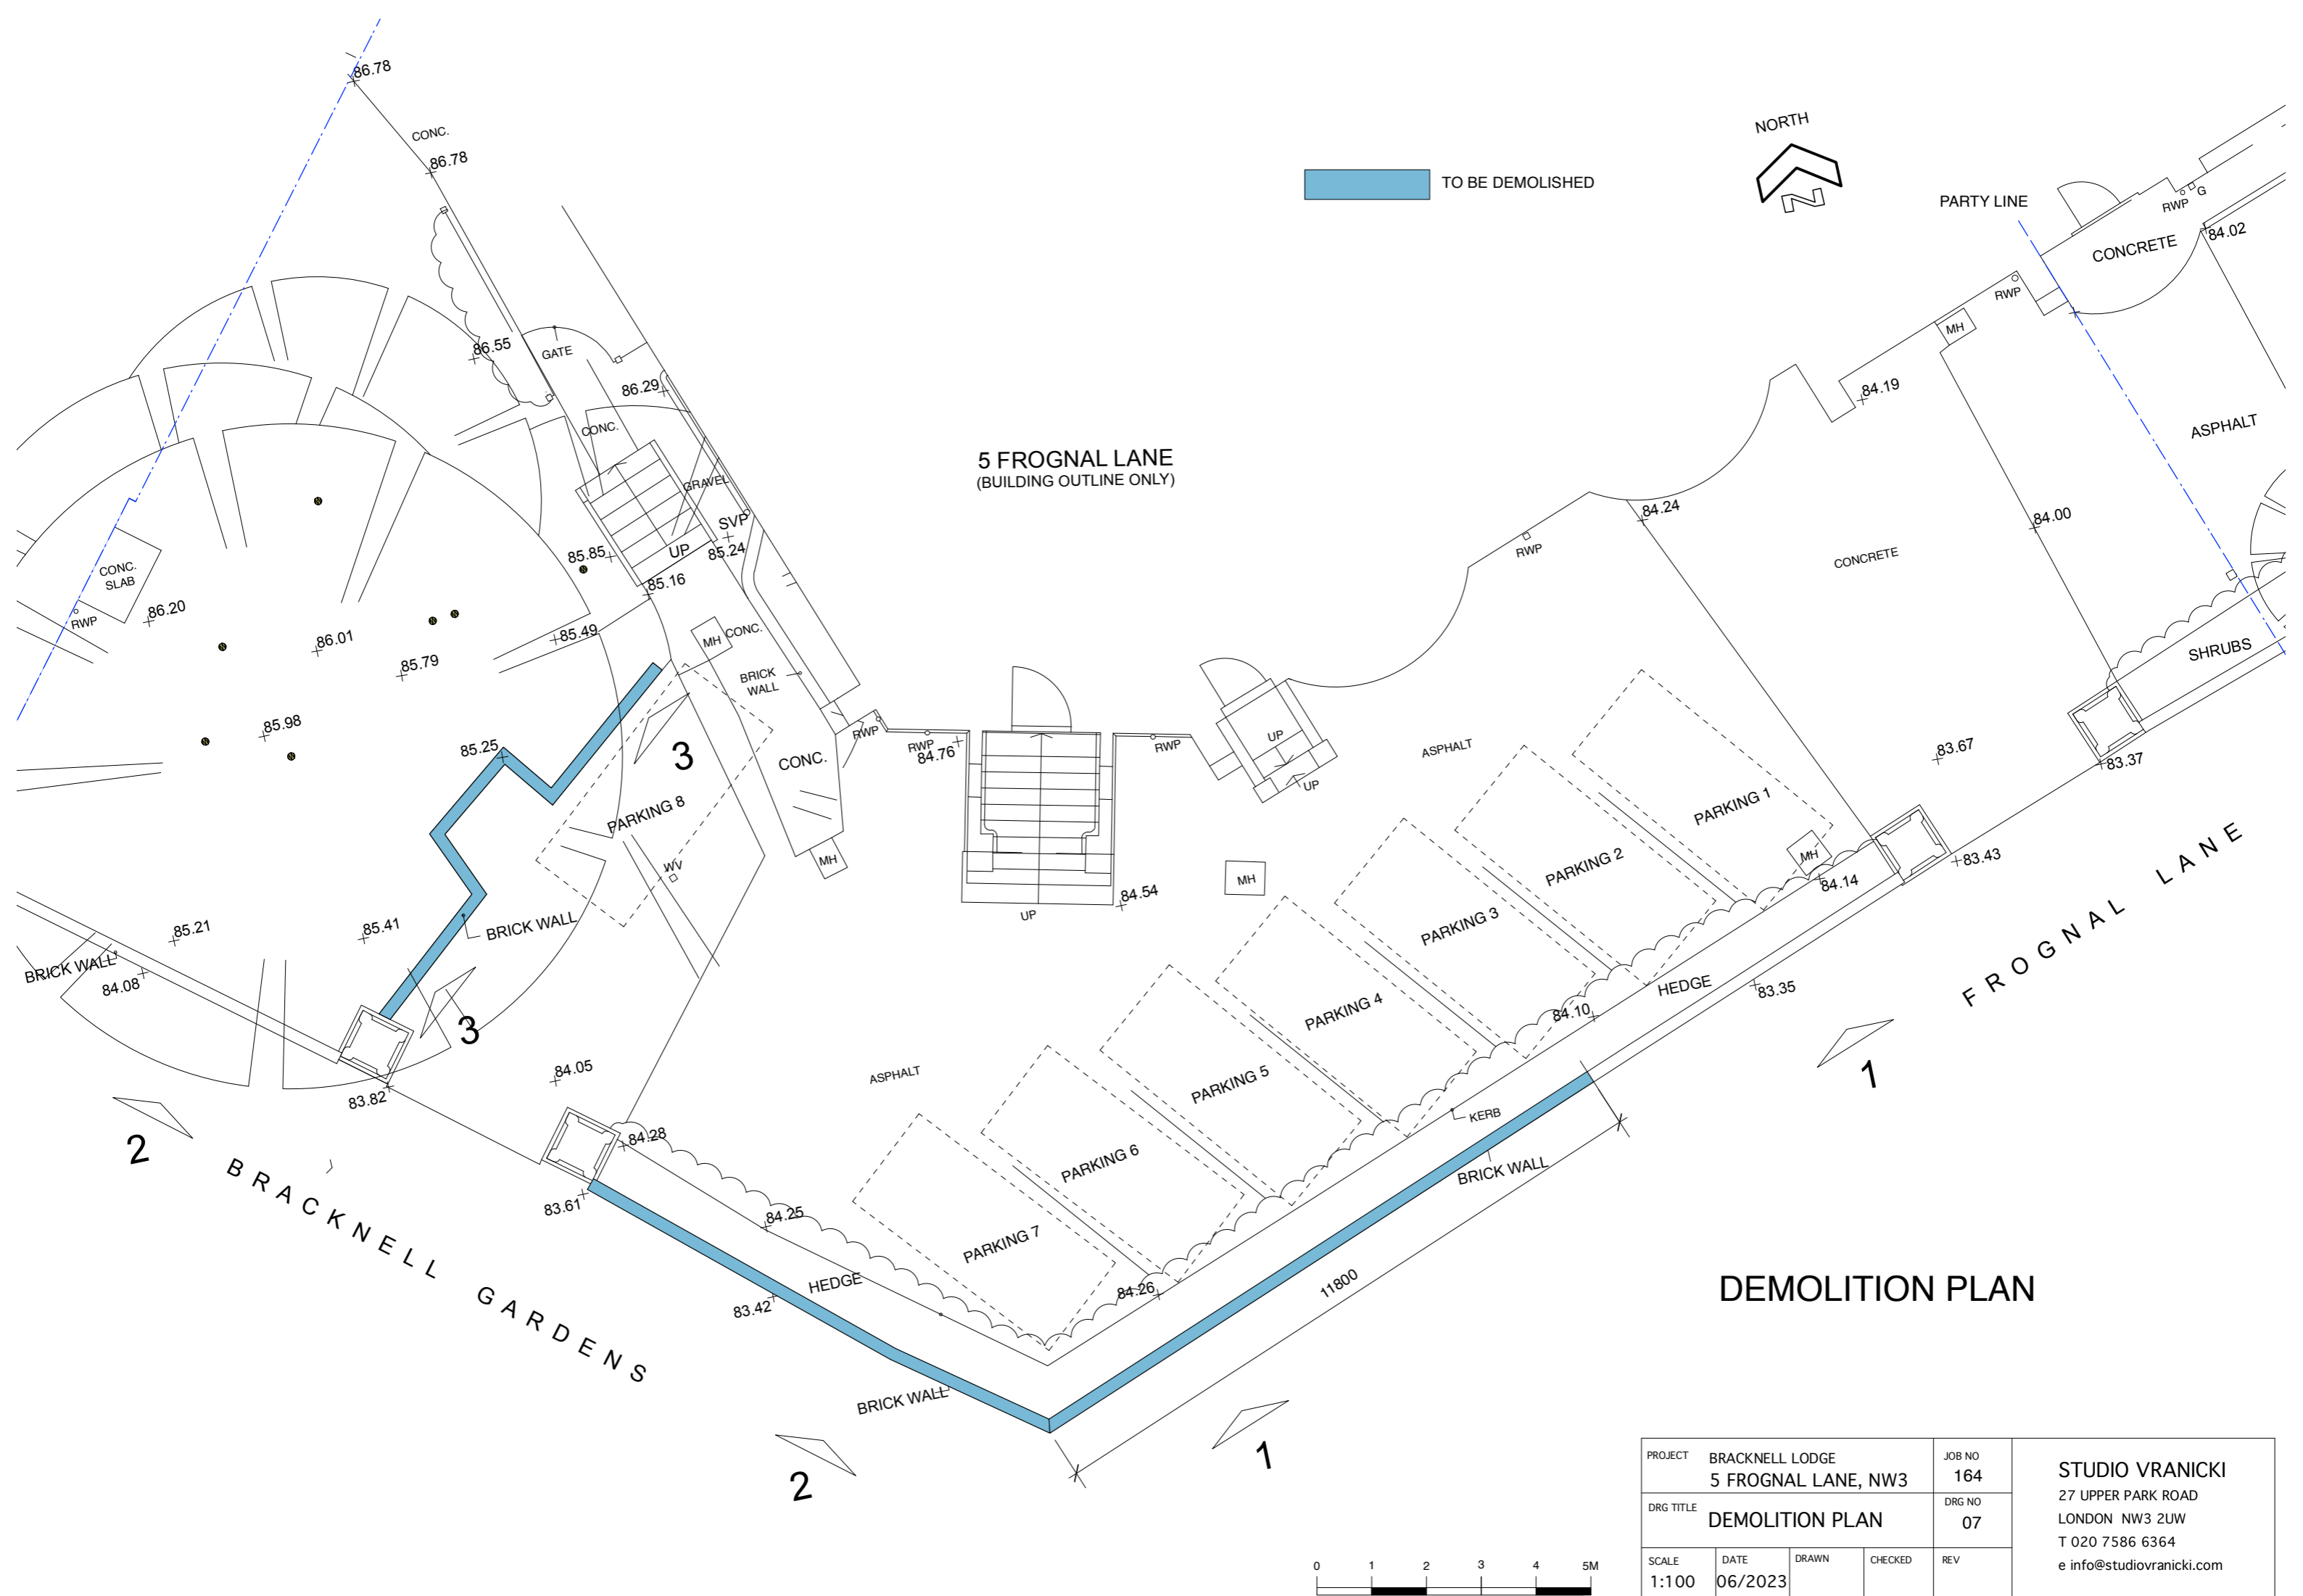 86.78
CONC.
86.78
NORTH
N
TO BE DEMOLISHED
PARTY LINE
RWP
G
84.02
CONCRETE
RWP
MH
86.55
GATE
86.29
84.19
ASPHALT
CONC.
5 FROGNAL LANE
(BUILDING OUTLINE ONLY)
GRAVEL
SVP
84.24
84.00
85.85
UP
85.24
RWP
CONCRETE
CONC.
SLAB
85.16
86.20
RWP
86.01
85.49
MH
CONC.
85.79
BRICK
WALL
SHRUBS
85.98
85.25
3
RWP
RWP
84.76
RWP
UP
UP
ASPHALT
83.67
83.37
CONC.
PARKING 8
PARKING 1
WV
MH
MH
MH
PARKING 2
84.14
83.43
84.54
UP
PARKING 3
85.21
85.41
BRICK WALL
BRICK WALL
84.08
3
HEDGE
83.35
PARKING 4
84.10
FROGNAL LANE
1
84.05
ASPHALT
PARKING 5
83.82
KERB
2
84.28
PARKING 6
BRICK WALL
BRACKNELL GARDENS
83.61
84.25
PARKING 7
HEDGE
84.26
11800
83.42
DEMOLITION PLAN
BRICK WALL
1
2
0 1 2 3 4 5M
PROJECT BRACKNELL LODGE
5 FROGNAL LANE, NW3
JOB NO
164
DRG TITLE DEMOLITION PLAN
DRG NO
07
SCALE
1:100
DATE
06/2023
DRAWN
CHECKED
REV
STUDIO VRANICKI
27 UPPER PARK ROAD
LONDON NW3 2UW
T 020 7586 6364
e info@studiovranicki.com